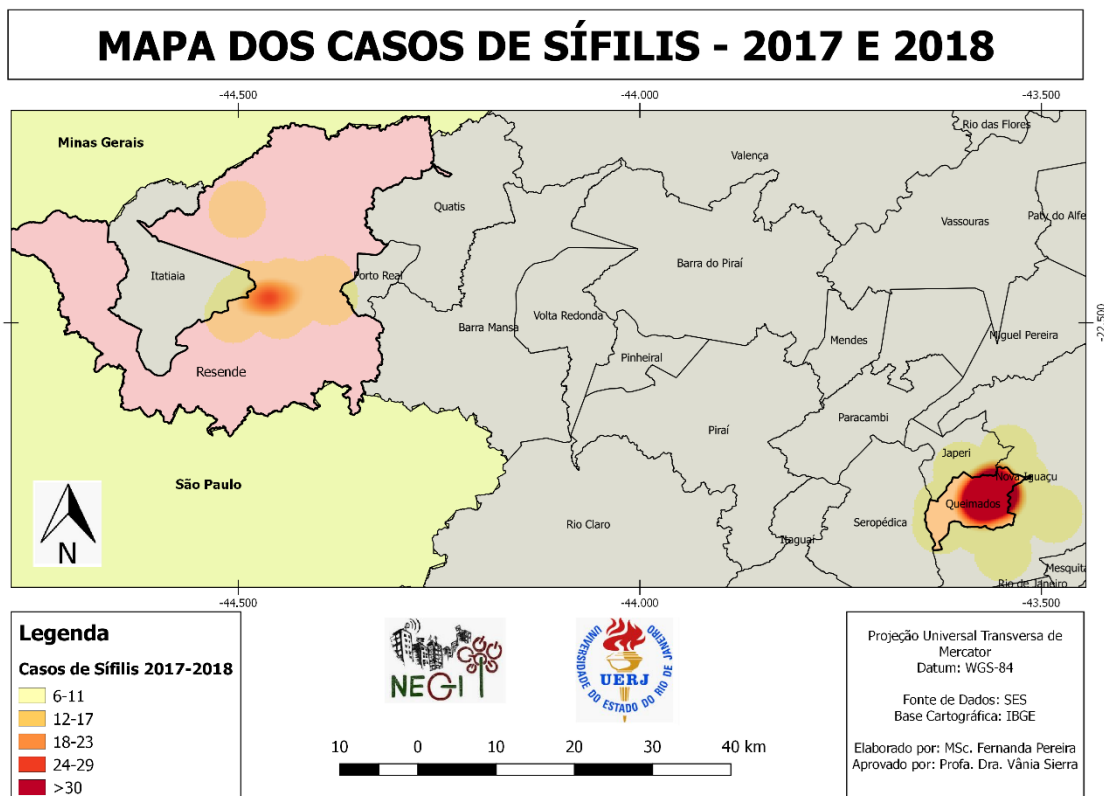 MAPA DOS CASOS DE SÍFILIS - 2017 E 2018
-44.500
-44.000
-43.500
Minas Gerais
Rio das Flores
Valença
Quatis
Vassouras
Paty do Alfe
Itatiaia
Porto Real
Barra do Piraí
-22.500
Barra Mansa
Volta Redonda
Mendes
Miguel Pereira
Pinheiral
Resende
Paracambi
Piraí
Japeri
São Paulo
Nova Iguaçu
Queimados
Rio Claro
Seropédica
Itaguaí
Mesquita
Rio de Janeiro
N
-44.500
-44.000
-43.500
Legenda
Casos de Sífilis 2017-2018
6-11
12-17
18-23
24-29
>30
NEGIT
UNIVERSIDADE DO ESTADO DO RIO DE JANEIRO
UERJ
10 0 10 20 30 40 km
Projeção Universal Transversa de
Mercator
Datum: WGS-84
Fonte de Dados: SES
Base Cartográfica: IBGE
Elaborado por: MSc. Fernanda Pereira
Aprovado por: Profa. Dra. Vânia Sierra